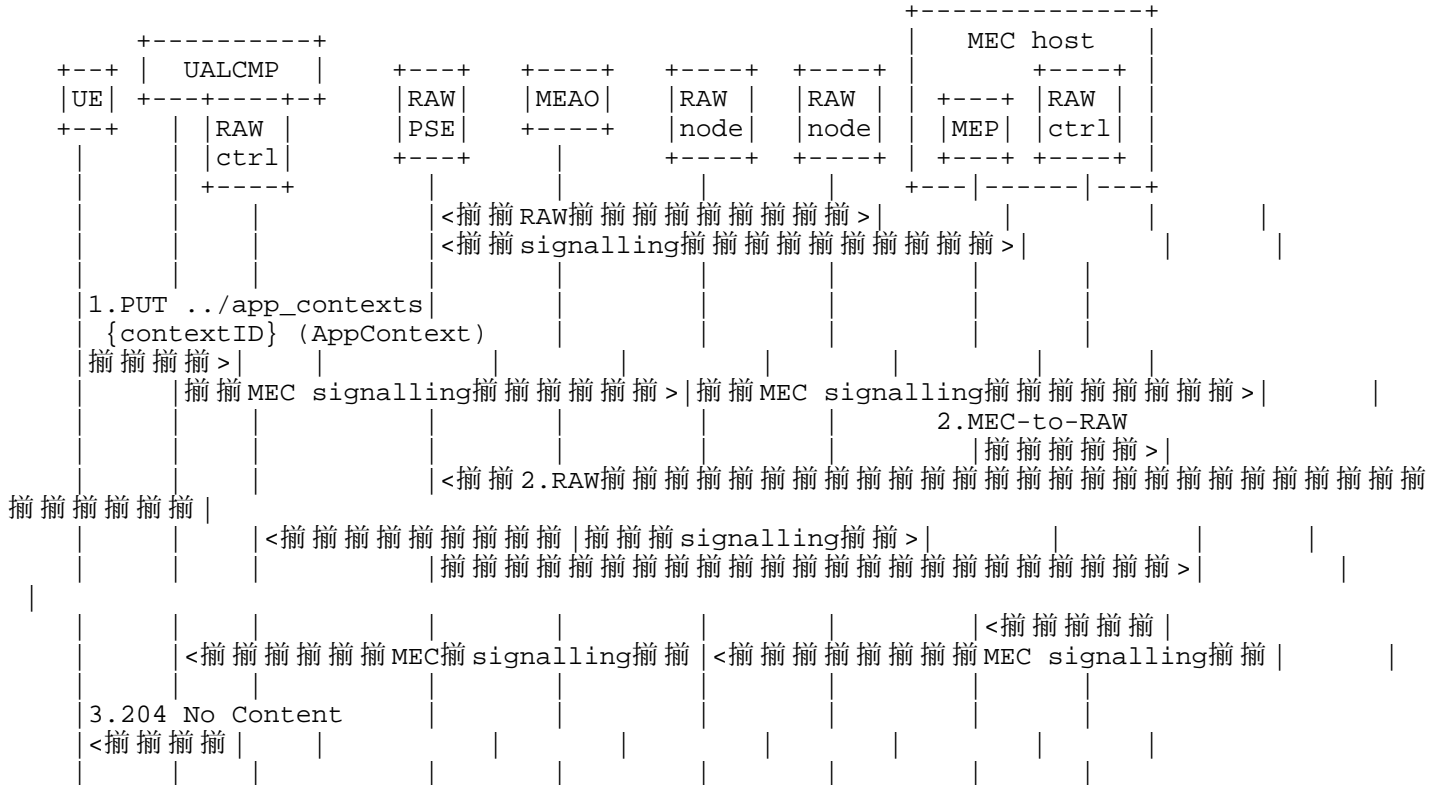 +--------------+
+----------+ | MEC host |
+--+ | UALCMP | +---+ +----+ +----+ +----+ | +----+ |
|UE| +---+----+-+ |RAW| |MEAO| |RAW | |RAW | | +---+ |RAW | |
+--+ | |RAW | |PSE| +----+ |node| |node| | |MEP| |ctrl| |
| | |ctrl| +---+ | +----+ +----+ | +---+ +----+ |
| | +----+ | | | | +---|------|---+
| | | |<揃揃RAW揃揃揃揃揃揃揃揃揃>| | | |
| | | |<揃揃signalling揃揃揃揃揃揃揃揃揃揃>| | |
| | | | | | | | |
|1.PUT ../app_contexts| | | | | |
| {contextID} (AppContext) | | | | |
|揃揃揃揃>| | | | | | | |
| |揃揃MEC signalling揃揃揃揃揃揃>|揃揃MEC signalling揃揃揃揃揃揃揃揃>| |
| | | | | | | 2.MEC-to-RAW
| | | | | | | |揃揃揃揃揃>|
| | | |<揃揃2.RAW揃揃揃揃揃揃揃揃揃揃揃揃揃揃揃揃揃揃揃揃揃揃揃揃揃揃
揃揃揃揃揃揃|
| | |<揃揃揃揃揃揃揃揃揃|揃揃揃signalling揃揃>| | | |
| | | |揃揃揃揃揃揃揃揃揃揃揃揃揃揃揃揃揃揃揃揃揃揃揃>| |
|
| | | | | | | |<揃揃揃揃揃|
| |<揃揃揃揃揃揃MEC揃signalling揃揃|<揃揃揃揃揃揃揃揃MEC signalling揃揃| |
| | | | | | | | |
|3.204 No Content | | | | | |
|<揃揃揃揃| | | | | | | |
| | | | | | | | |